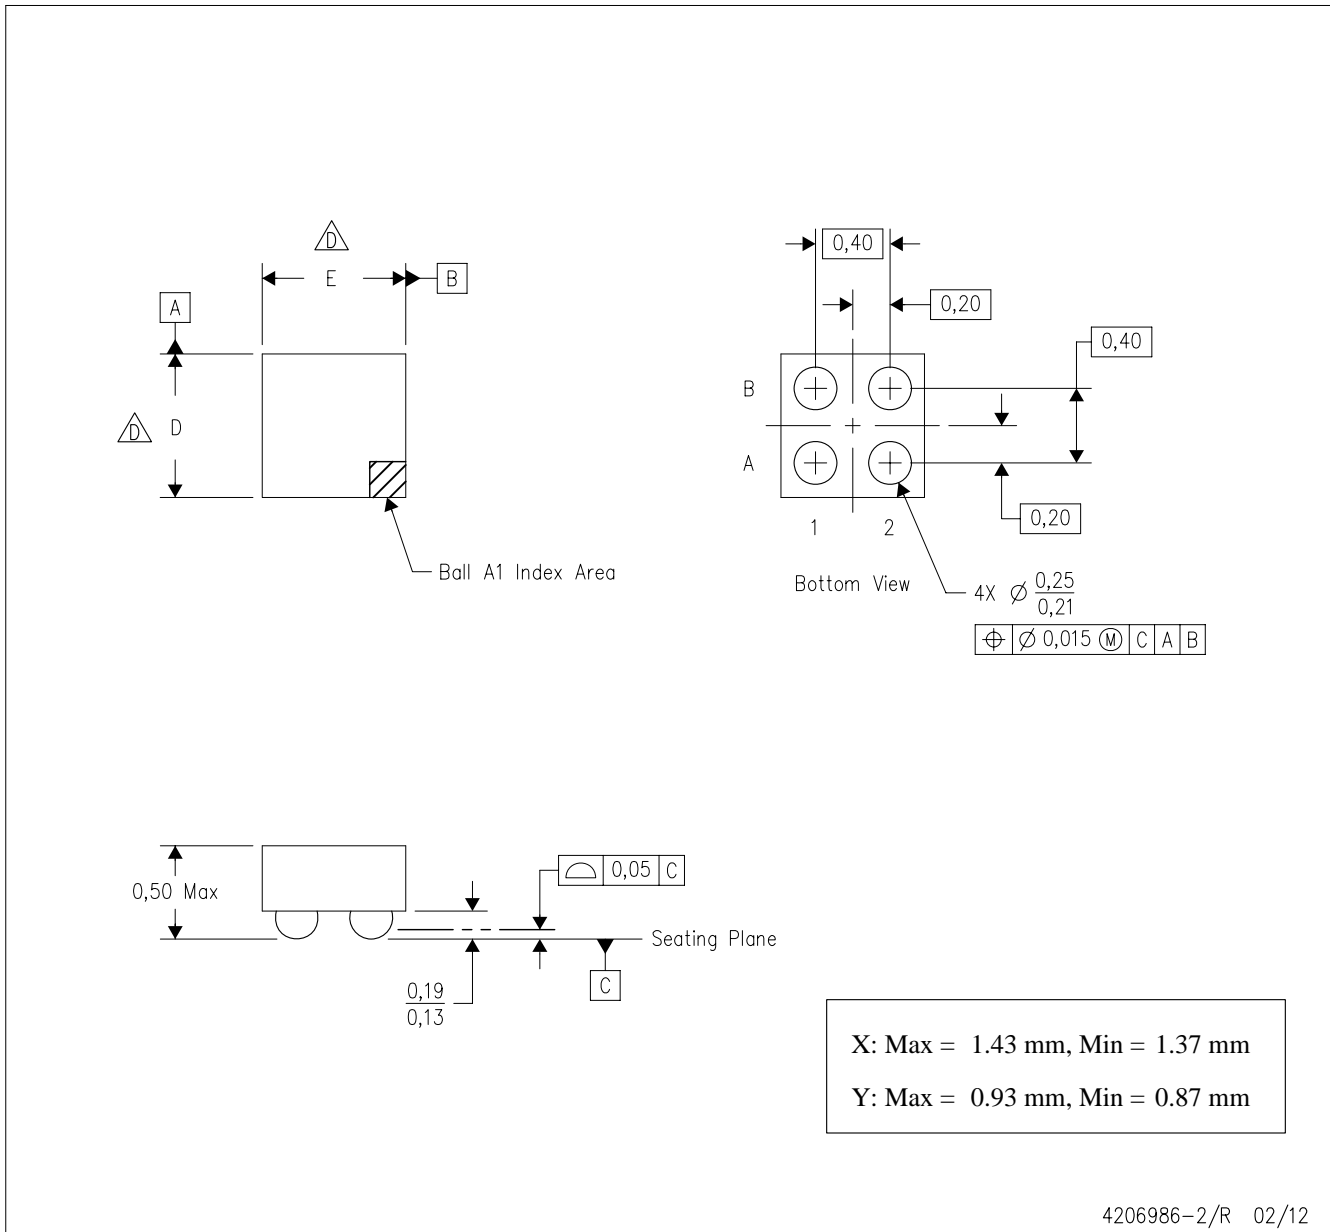 D
E
B
A
D
D
Ball A1 Index Area
0,40
0,20
0,40
B
A
0,20
1 2
Bottom View
4X Ø 0,25
0,21
⌖ Ø 0,015 Ⓜ C A B
0,50 Max
⌓ 0,05 C
Seating Plane
C
0,19
0,13
X: Max = 1.43 mm, Min = 1.37 mm
Y: Max = 0.93 mm, Min = 0.87 mm
4206986-2/R 02/12